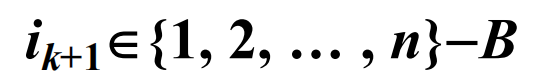 i_{k+1}∈{1, 2, … , n}−B